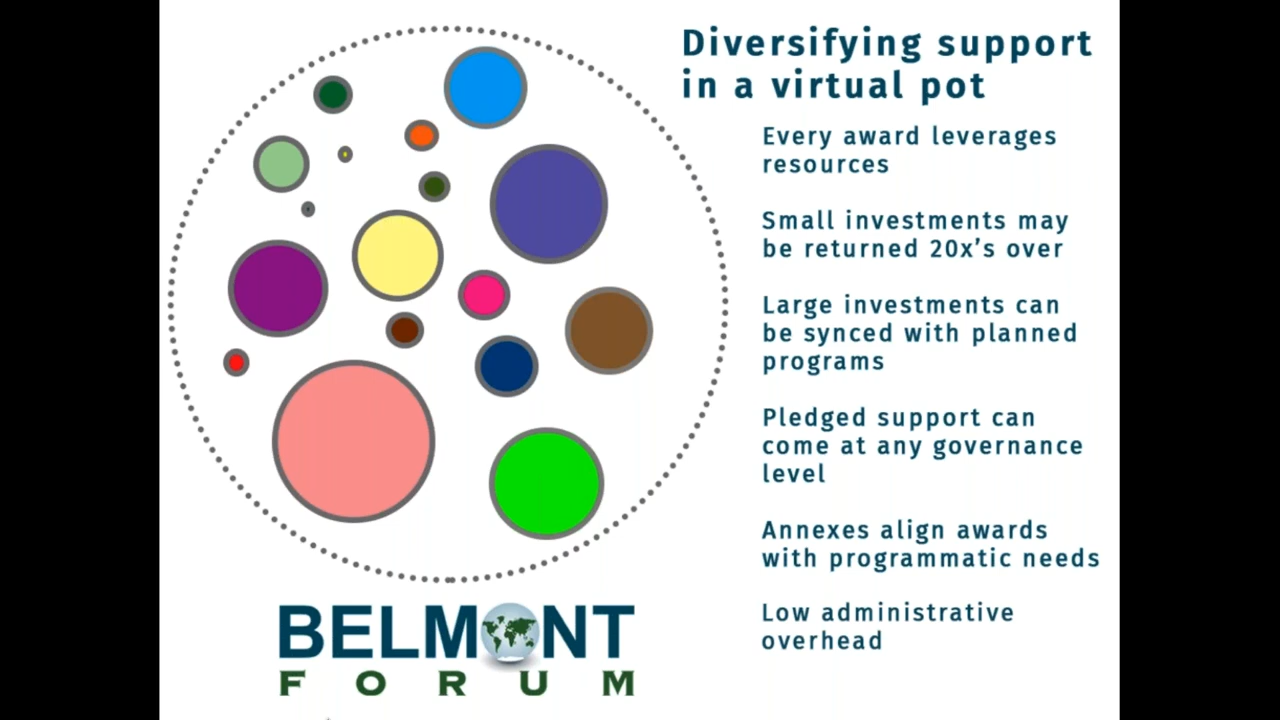 Diversifying support
in a virtual pot
Every award leverages
resources
Small investments may
be returned 20x's over
Large investments can
be synced with planned
programs
Pledged support can
come at any governance
level
Annexes align awards
with programmatic needs
Low administrative
overhead
BELMONT
FORUM